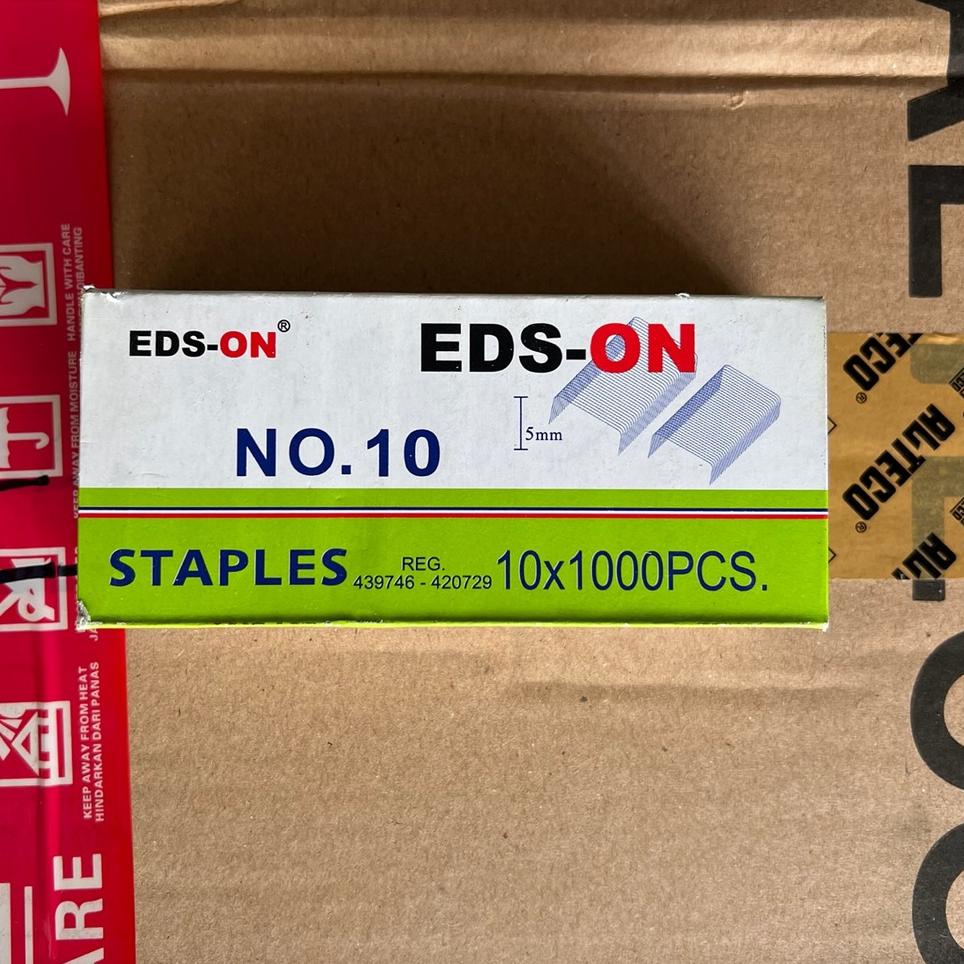 EDS-ON®
EDS-ON
NO.10
5mm
STAPLES
REG.
439746 - 420729
10x1000PCS.
HANDLE WITH CARE
KEEP AWAY FROM MOISTURE
KEEP AWAY FROM HEAT
HINDARKAN DARI PANAS
ARE
ALTECO®
ALTECO®